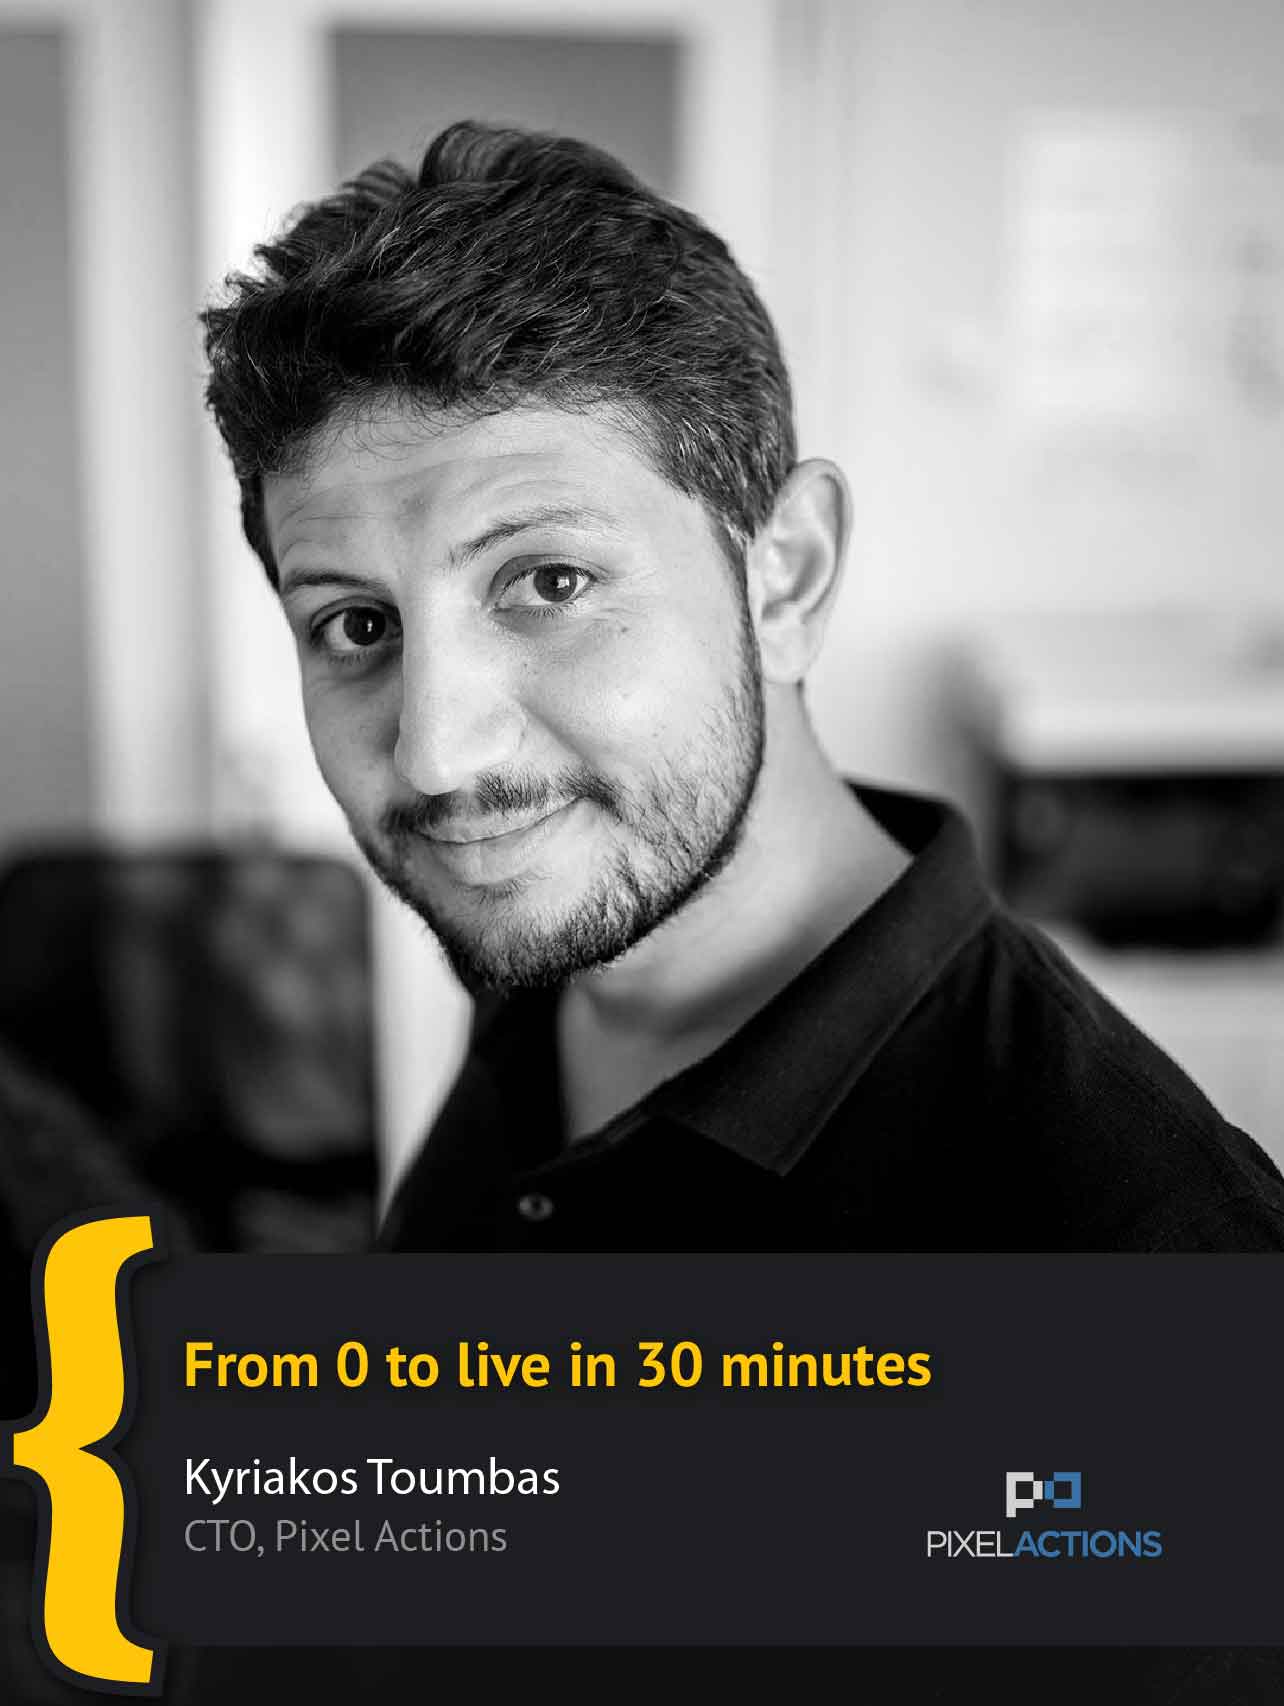 From 0 to live in 30 minutes
Kyriakos Toumbas
CTO, Pixel Actions
PIXELACTIONS